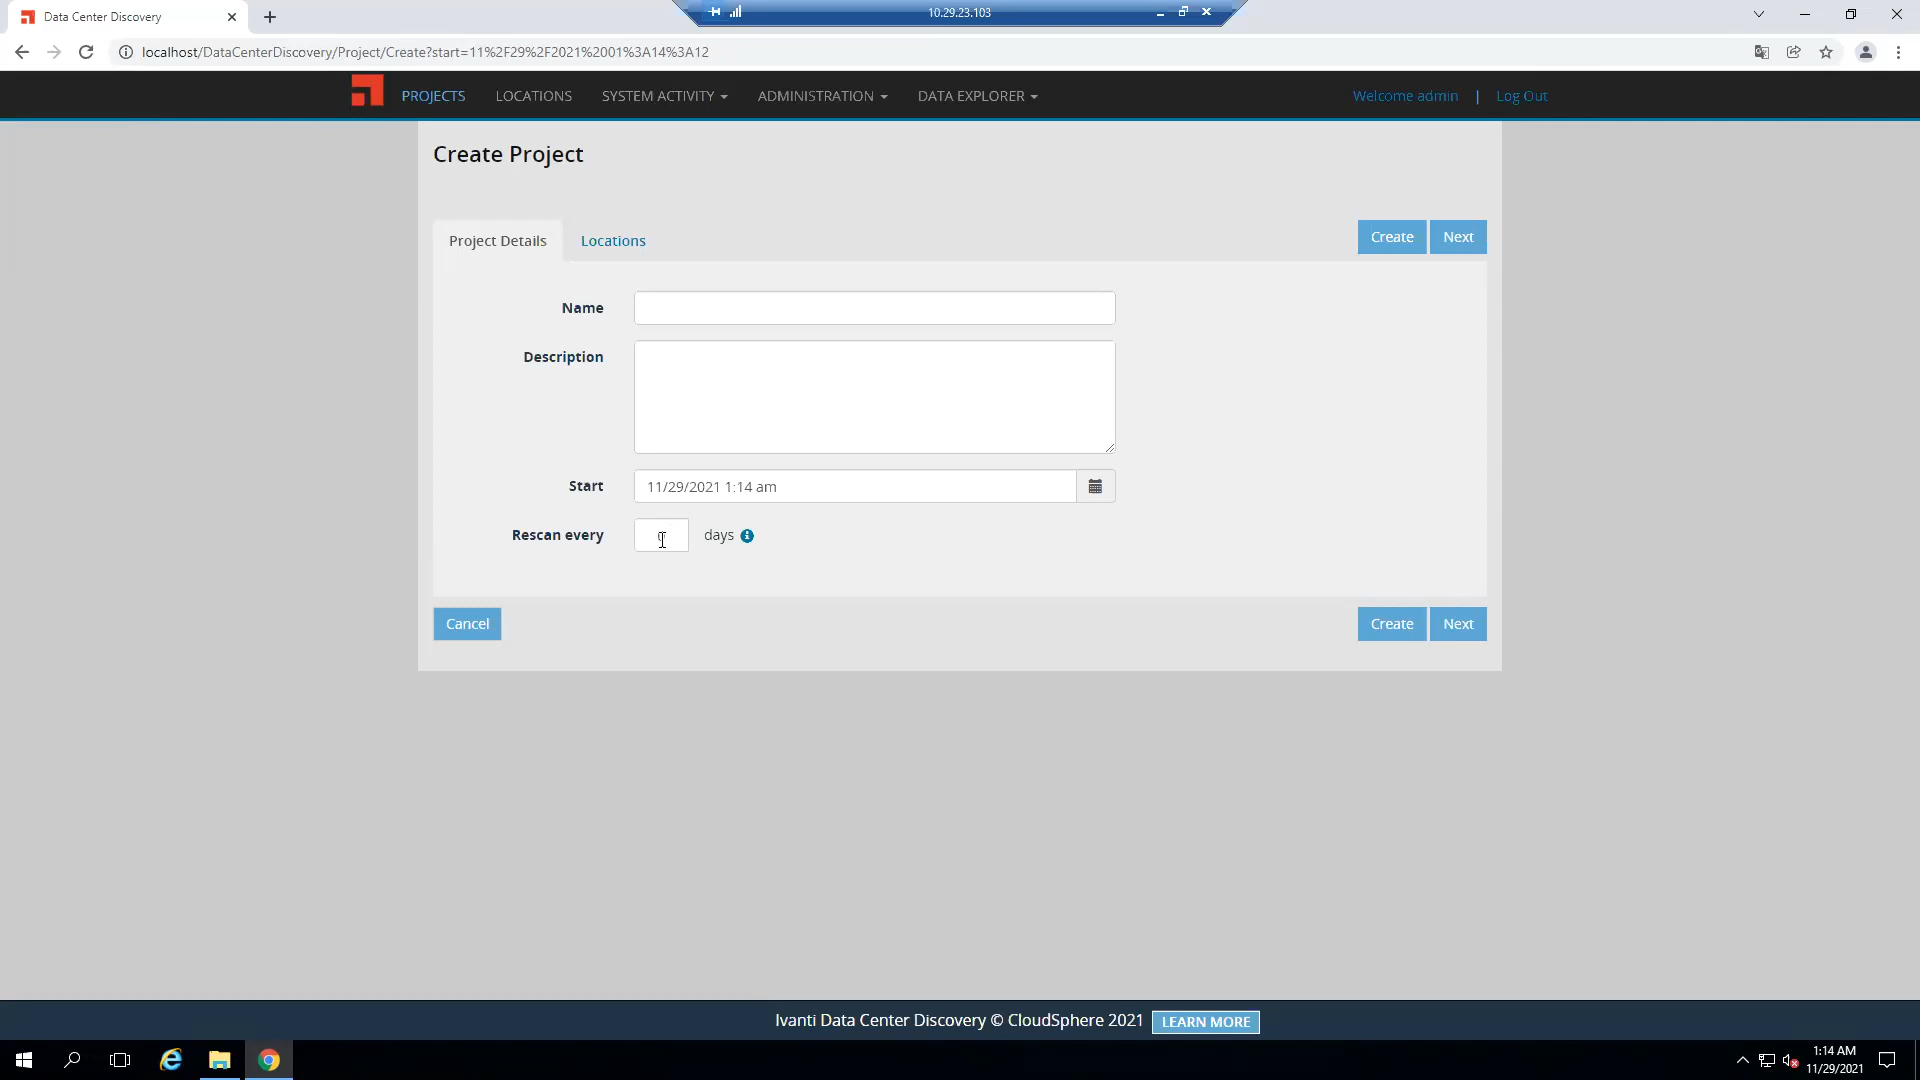 Data Center Discovery
10.29.23.103
localhost/DataCenterDiscovery/Project/Create?start=11%2F29%2F2021%2001%3A14%3A12
PROJECTS LOCATIONS SYSTEM ACTIVITY ADMINISTRATION DATA EXPLORER Welcome admin | Log Out
Create Project
Project Details Locations Create Next
Name
Description
Start 11/29/2021 1:14 am
Rescan every days
Cancel Create Next
Ivanti Data Center Discovery © CloudSphere 2021 LEARN MORE
1:14 AM
11/29/2021